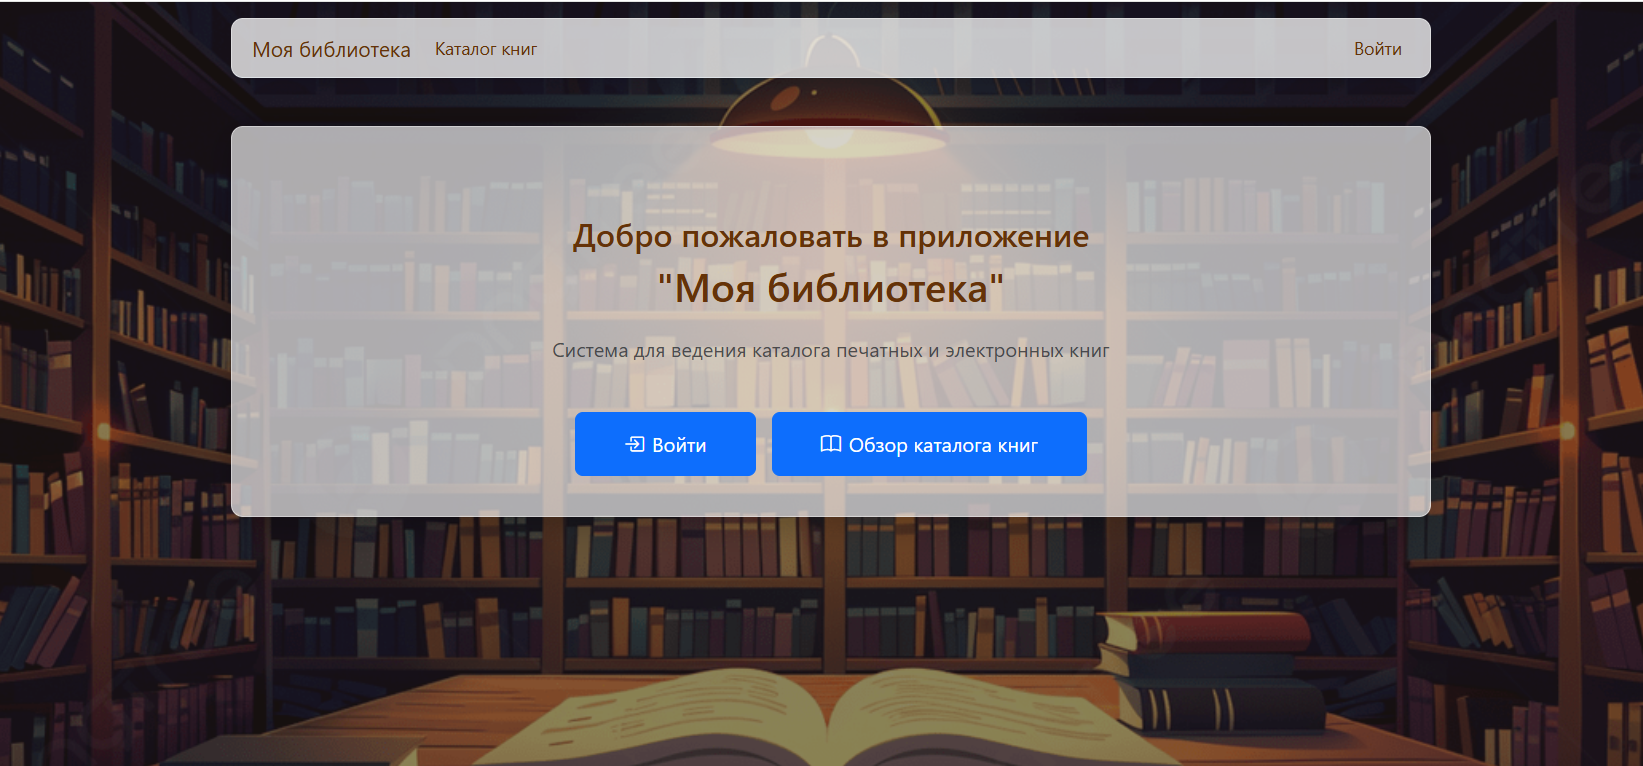 Моя библиотека Каталог книг Войти
Добро пожаловать в приложение
"Моя библиотека"
Система для ведения каталога печатных и электронных книг
Войти Обзор каталога книг